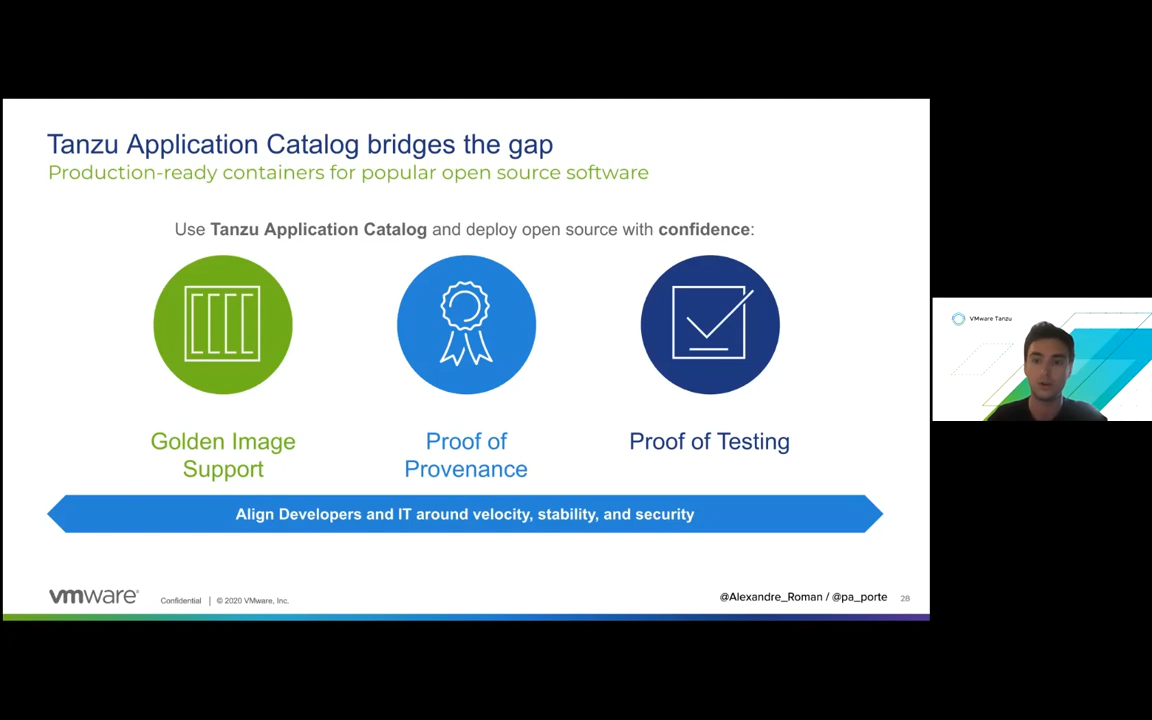 Tanzu Application Catalog bridges the gap
Production-ready containers for popular open source software
Use Tanzu Application Catalog and deploy open source with confidence:
Golden Image
Support
Proof of
Provenance
Proof of Testing
Align Developers and IT around velocity, stability, and security
vmware®
Confidential | © 2020 VMware, Inc.
@Alexandre_Roman / @pa_porte
28
VMware Tanzu